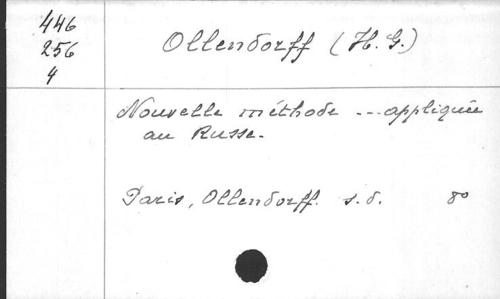 446
256
4
Ollendorff (H. G.)
Nouvelle méthode ... appliquée
au Russe.
Paris, Ollendorff. s. d. 8°